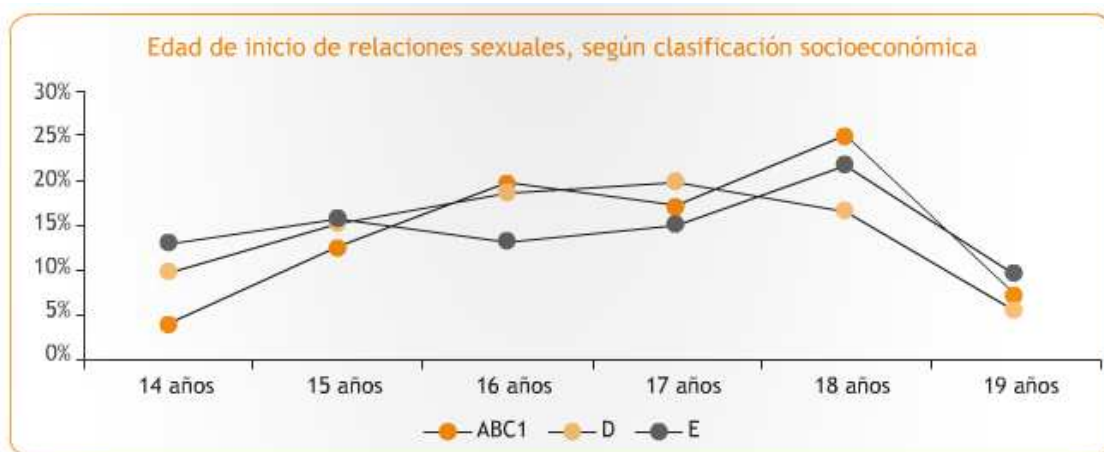 Edad de inicio de relaciones sexuales, según clasificación socioeconómica
30%
25%
20%
15%
10%
5%
0%
14 años 15 años 16 años 17 años 18 años 19 años
ABC1 D E